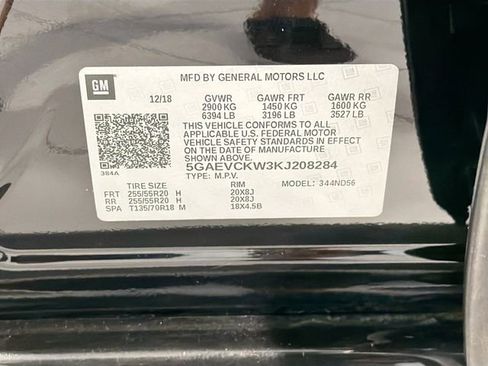 GM
MFD BY GENERAL MOTORS LLC
12/18 GVWR GAWR FRT GAWR RR
2900 KG 1450 KG 1600 KG
6394 LB 3196 LB 3527 LB
THIS VEHICLE CONFORMS TO ALL
APPLICABLE U.S. FEDERAL MOTOR
VEHICLE SAFETY STANDARDS IN
EFFECT ON THE DATE OF
5GAEVCKW3KJ208284
384A TYPE: M.P.V. MODEL: 344ND56
TIRE SIZE RIM
FRT 255/55R20 H 20X8J
RR 255/55R20 H 20X8J
SPA T135/70R18 M 18X4.5B